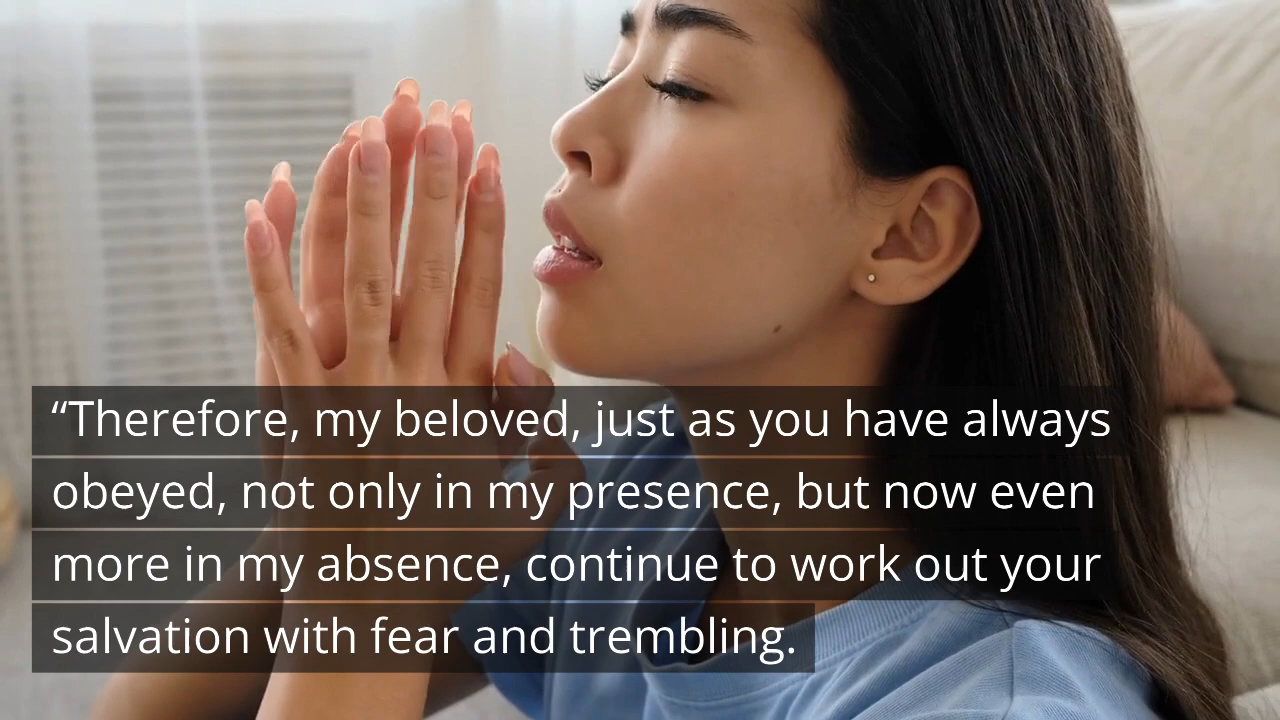 “Therefore, my beloved, just as you have always
obeyed, not only in my presence, but now even
more in my absence, continue to work out your
salvation with fear and trembling.